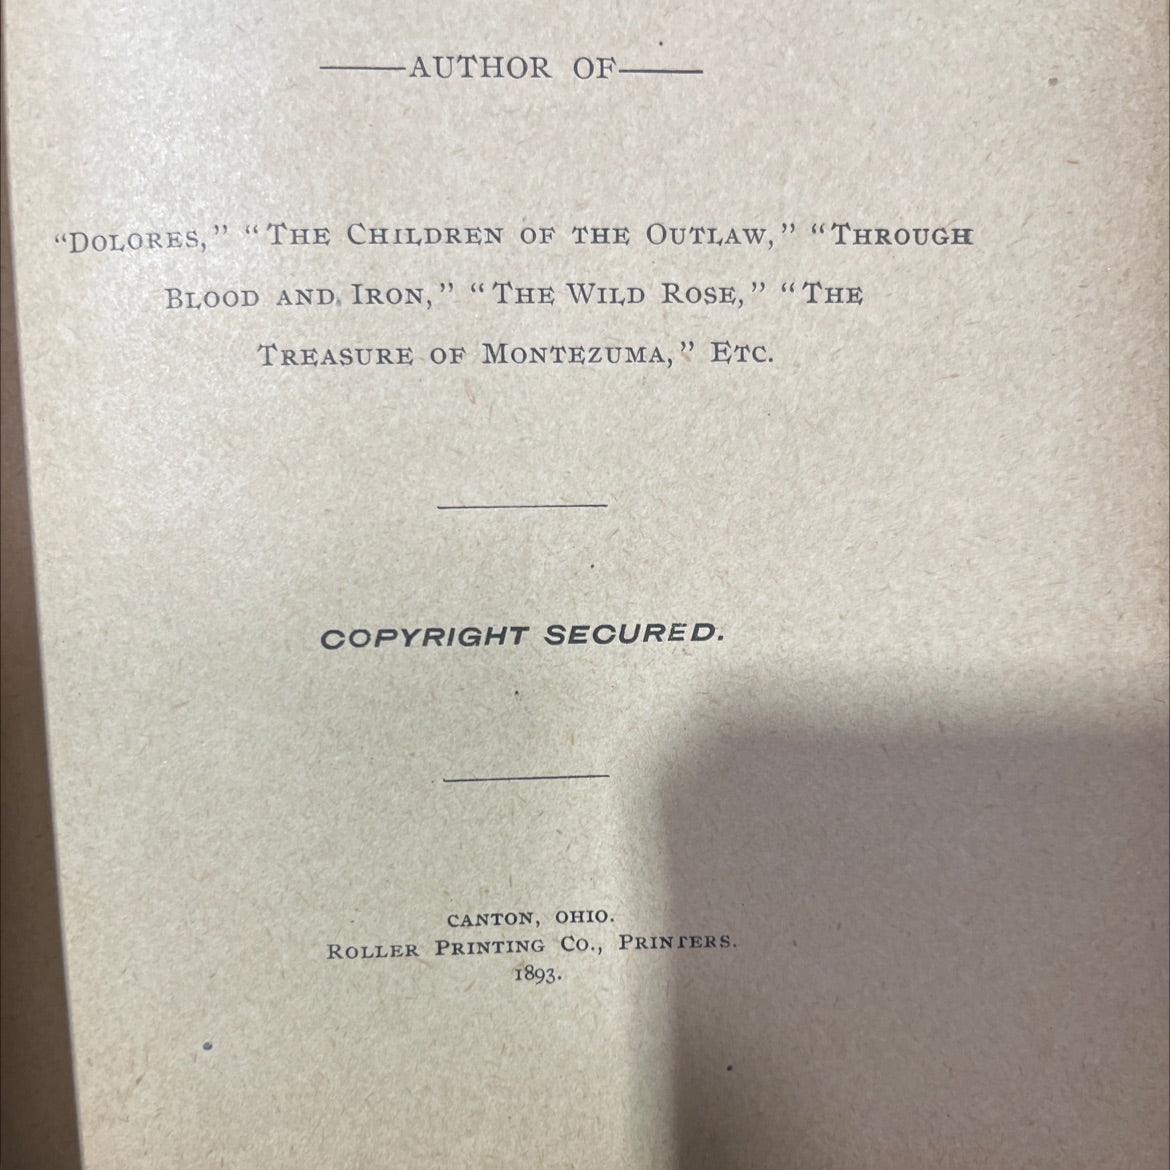 AUTHOR OF
“DOLORES,” “THE CHILDREN OF THE OUTLAW,” “THROUGH
BLOOD AND IRON,” “THE WILD ROSE,” “THE
TREASURE OF MONTEZUMA,” ETC.
COPYRIGHT SECURED.
CANTON, OHIO.
ROLLER PRINTING CO., PRINTERS.
1893.